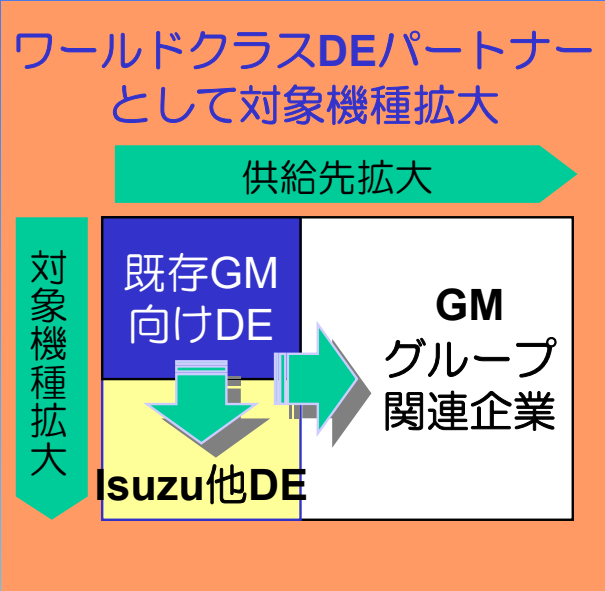 ワールドクラスDEパートナー
として対象機種拡大
供給先拡大
対象機種拡大
既存GM
向けDE
GM
グループ
関連企業
Isuzu他DE